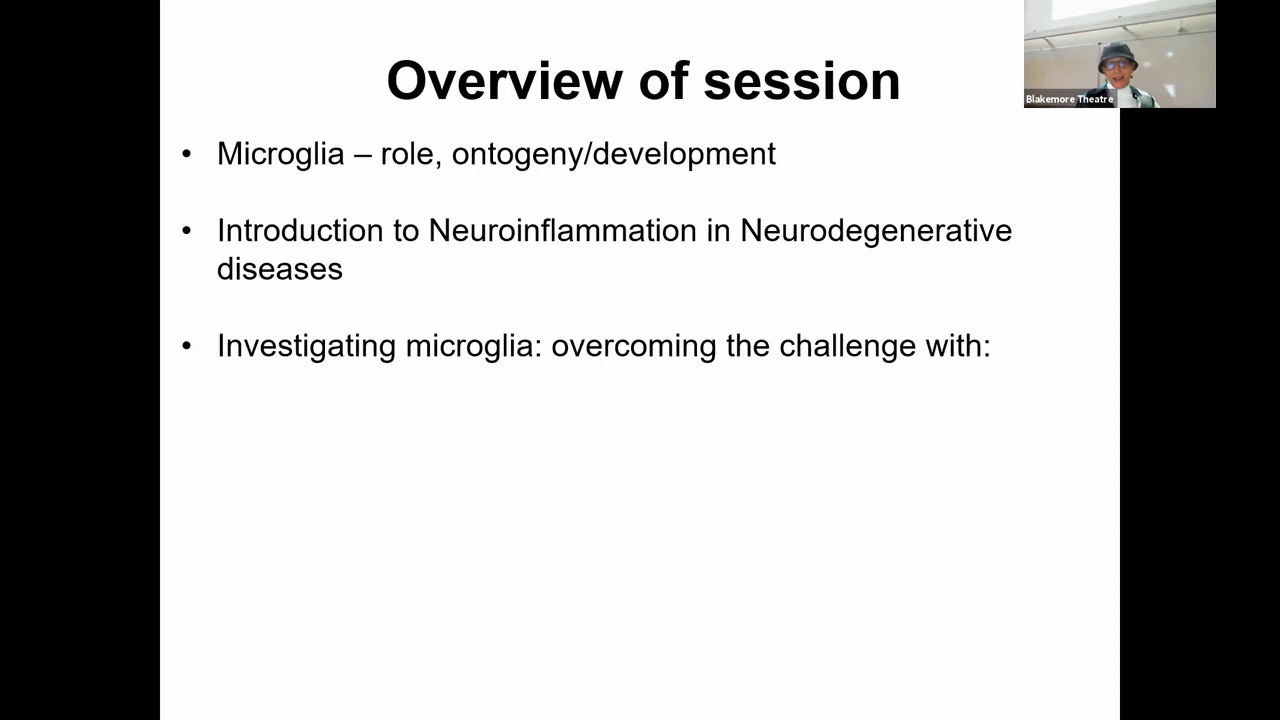 Overview of session
Blakemore Theatre
• Microglia – role, ontogeny/development
• Introduction to Neuroinflammation in Neurodegenerative
diseases
• Investigating microglia: overcoming the challenge with: